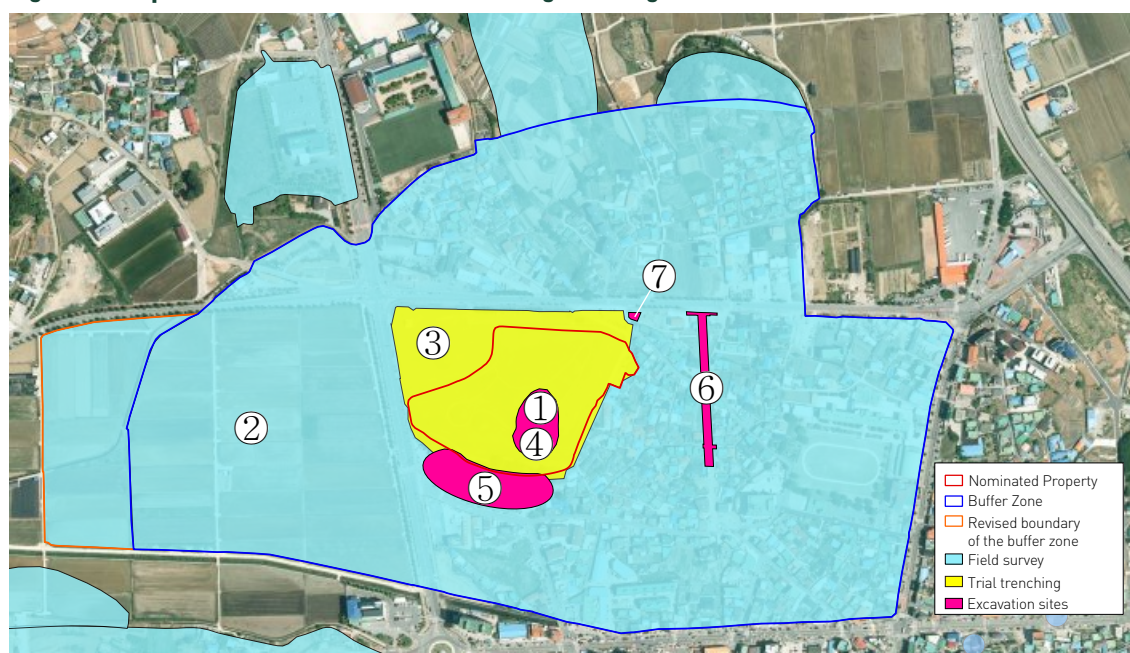 ⑦
③
①
⑥
②
④
⑤
Nominated Property
Buffer Zone
Revised boundary
of the buffer zone
Field survey
Trial trenching
Excavation sites